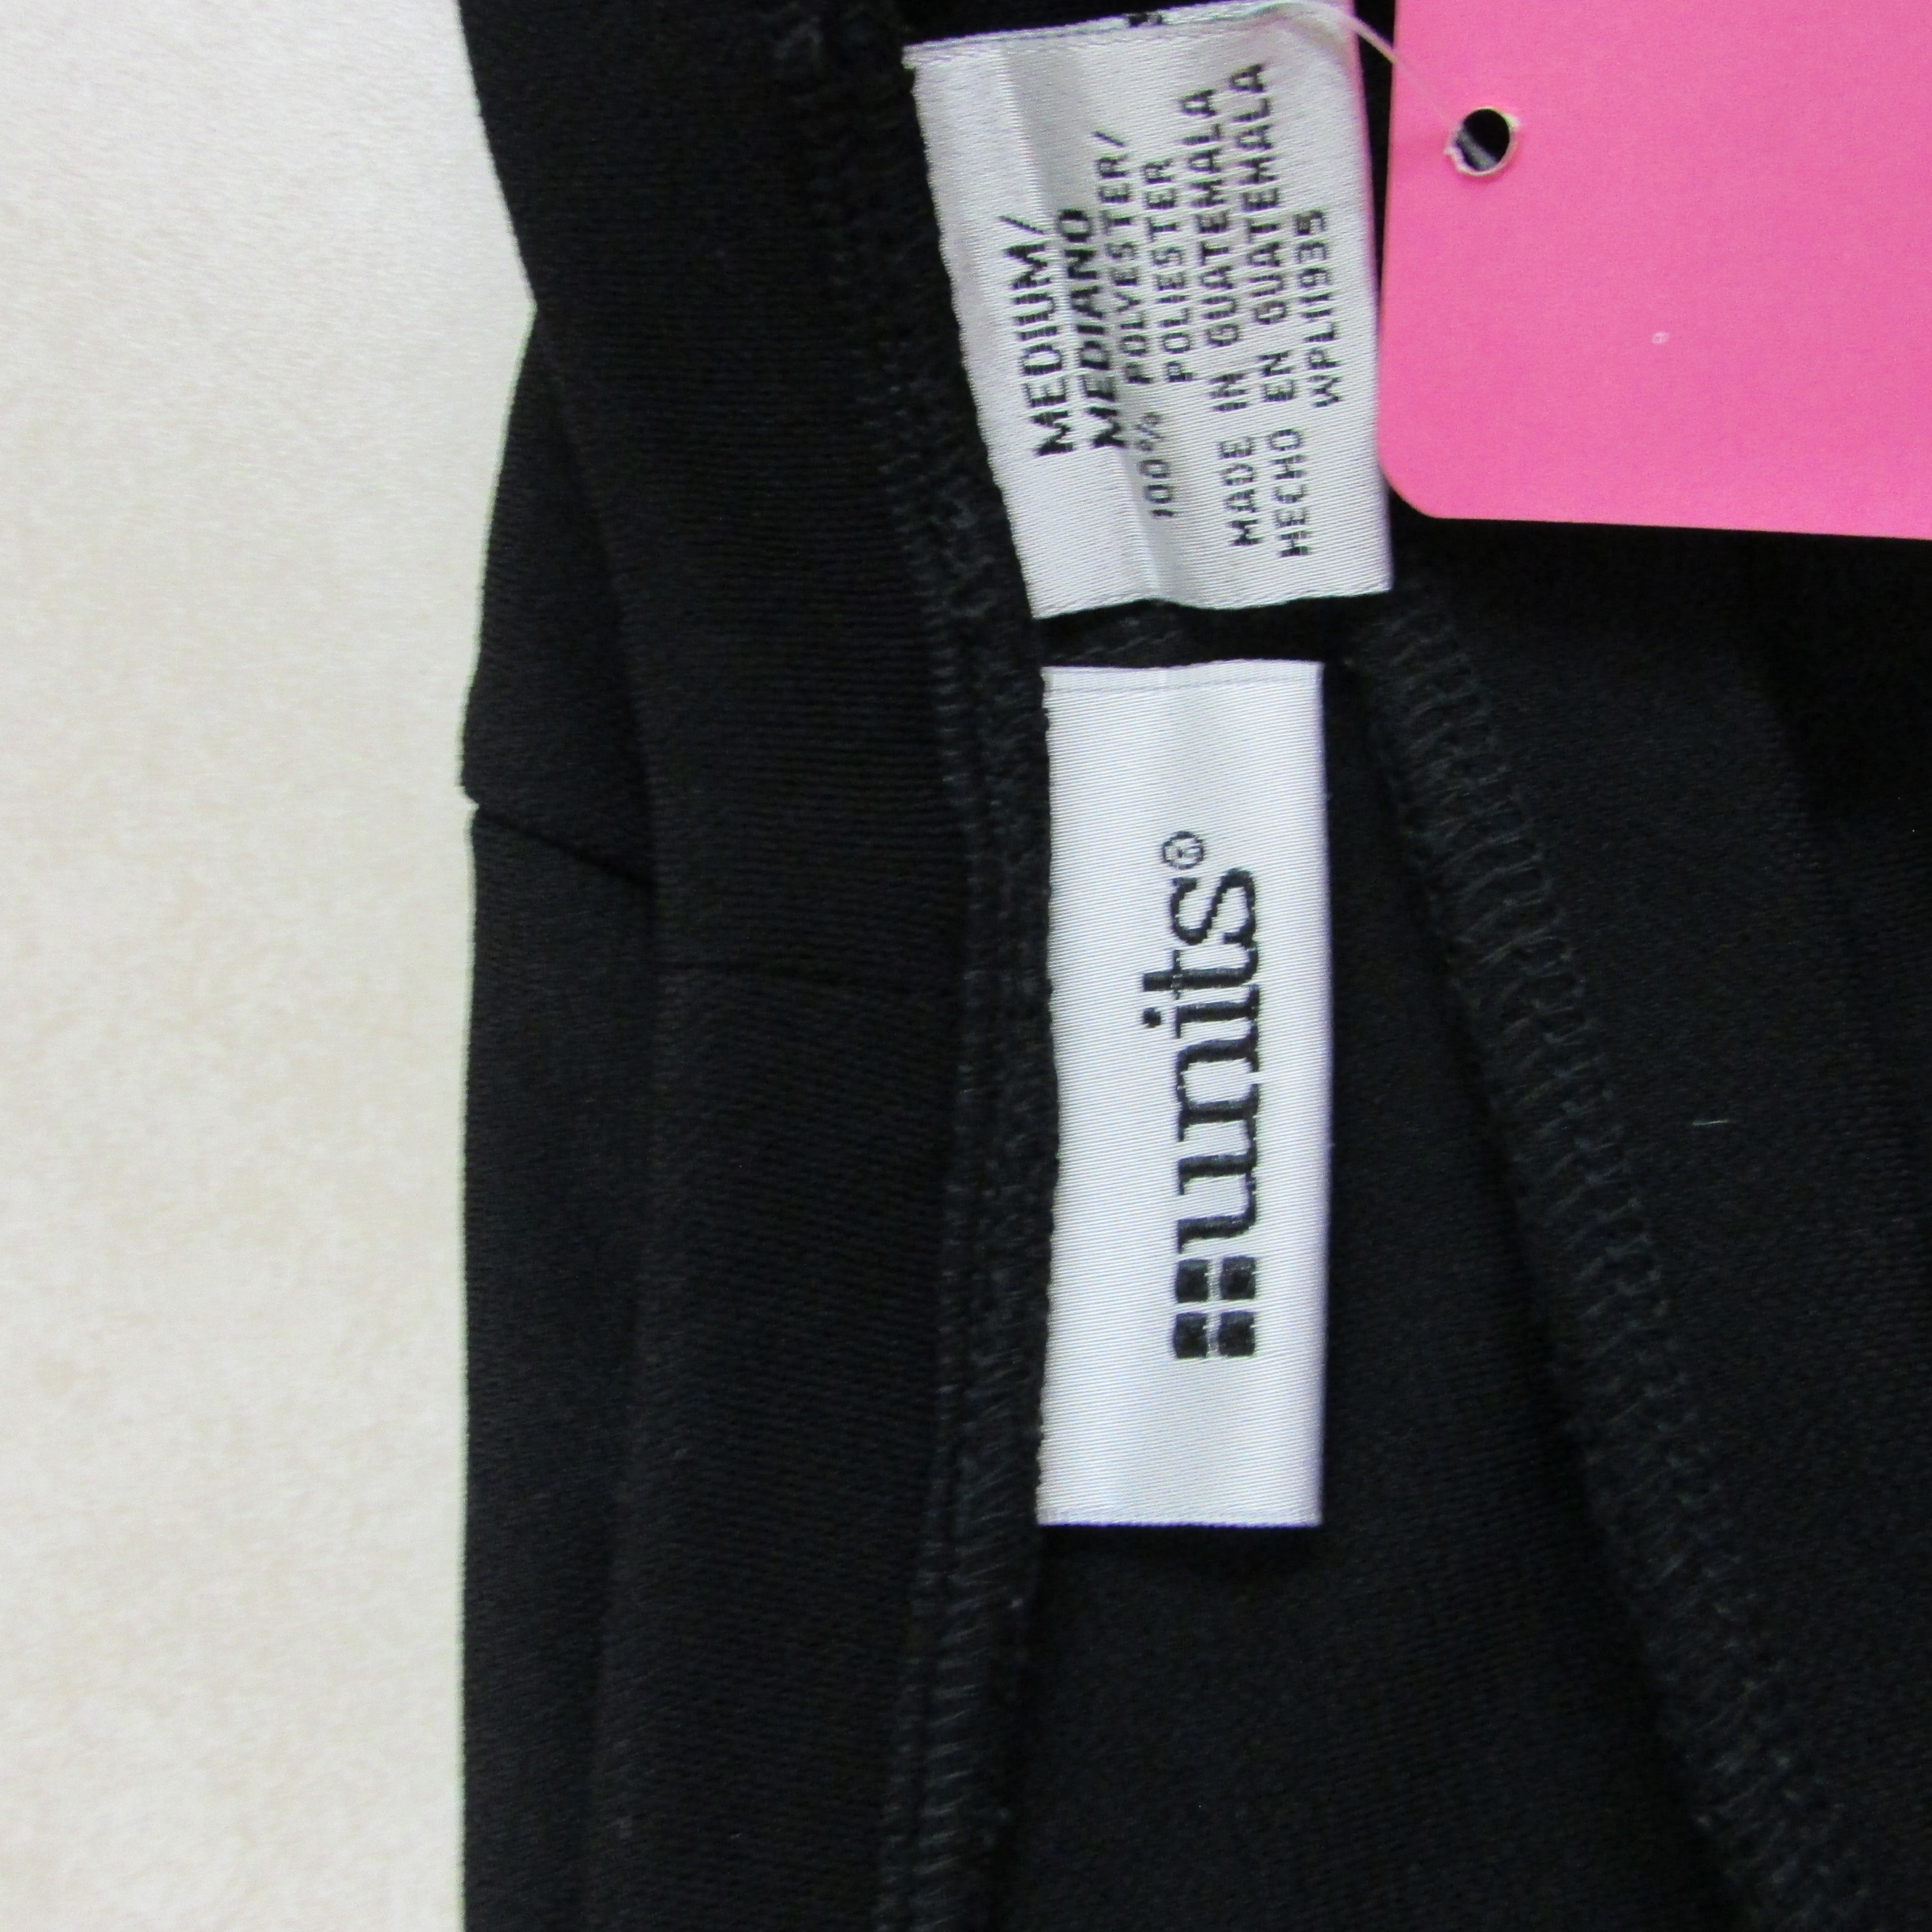 MEDIUM/
MEDIANO
100% POLYESTER/
POLIESTER
MADE IN GUATEMALA
HECHO EN GUATEMALA
WPL11935
units®